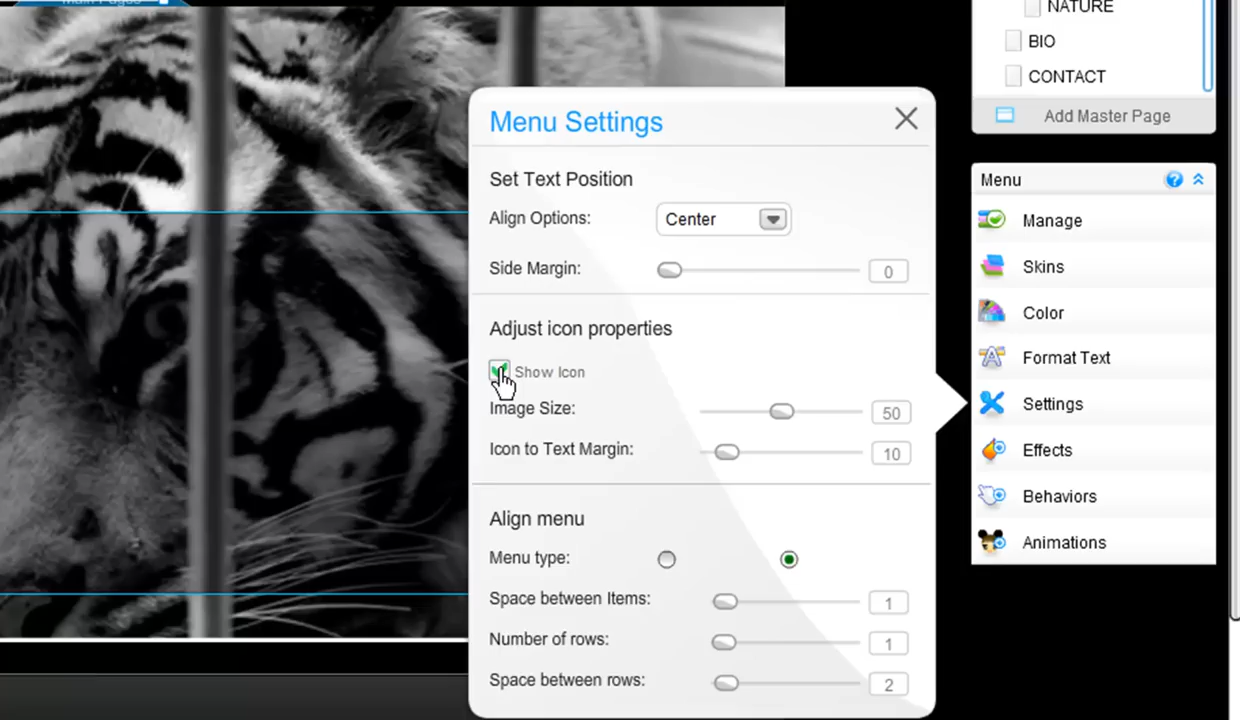 Main Pages
NATURE
BIO
CONTACT
Add Master Page
Menu Settings
Set Text Position
Align Options: Center
Side Margin: 0
Adjust icon properties
Show Icon
Image Size: 50
Icon to Text Margin: 10
Align menu
Menu type:
Space between Items: 1
Number of rows: 1
Space between rows: 2
Menu ?
Manage
Skins
Color
Format Text
Settings
Effects
Behaviors
Animations